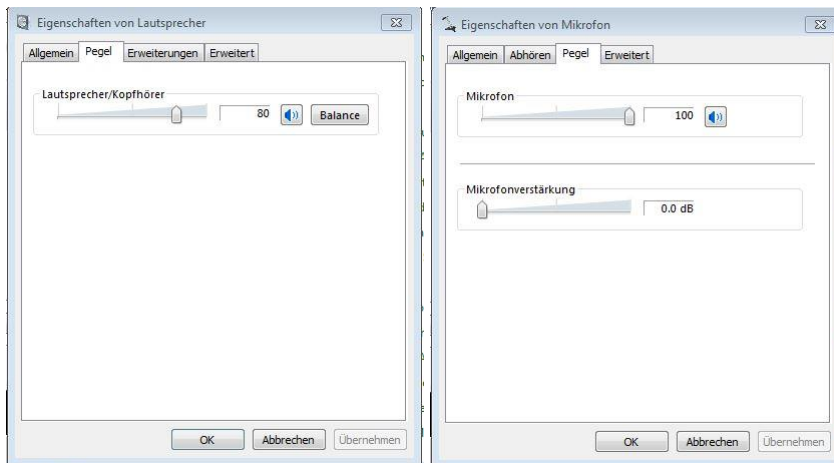 Eigenschaften von Lautsprecher
Allgemein Pegel Erweiterungen Erweitert
Lautsprecher/Kopfhörer
80 Balance
OK Abbrechen Übernehmen
Eigenschaften von Mikrofon
Allgemein Abhören Pegel Erweitert
Mikrofon
100
Mikrofonverstärkung
0.0 dB
OK Abbrechen Übernehmen